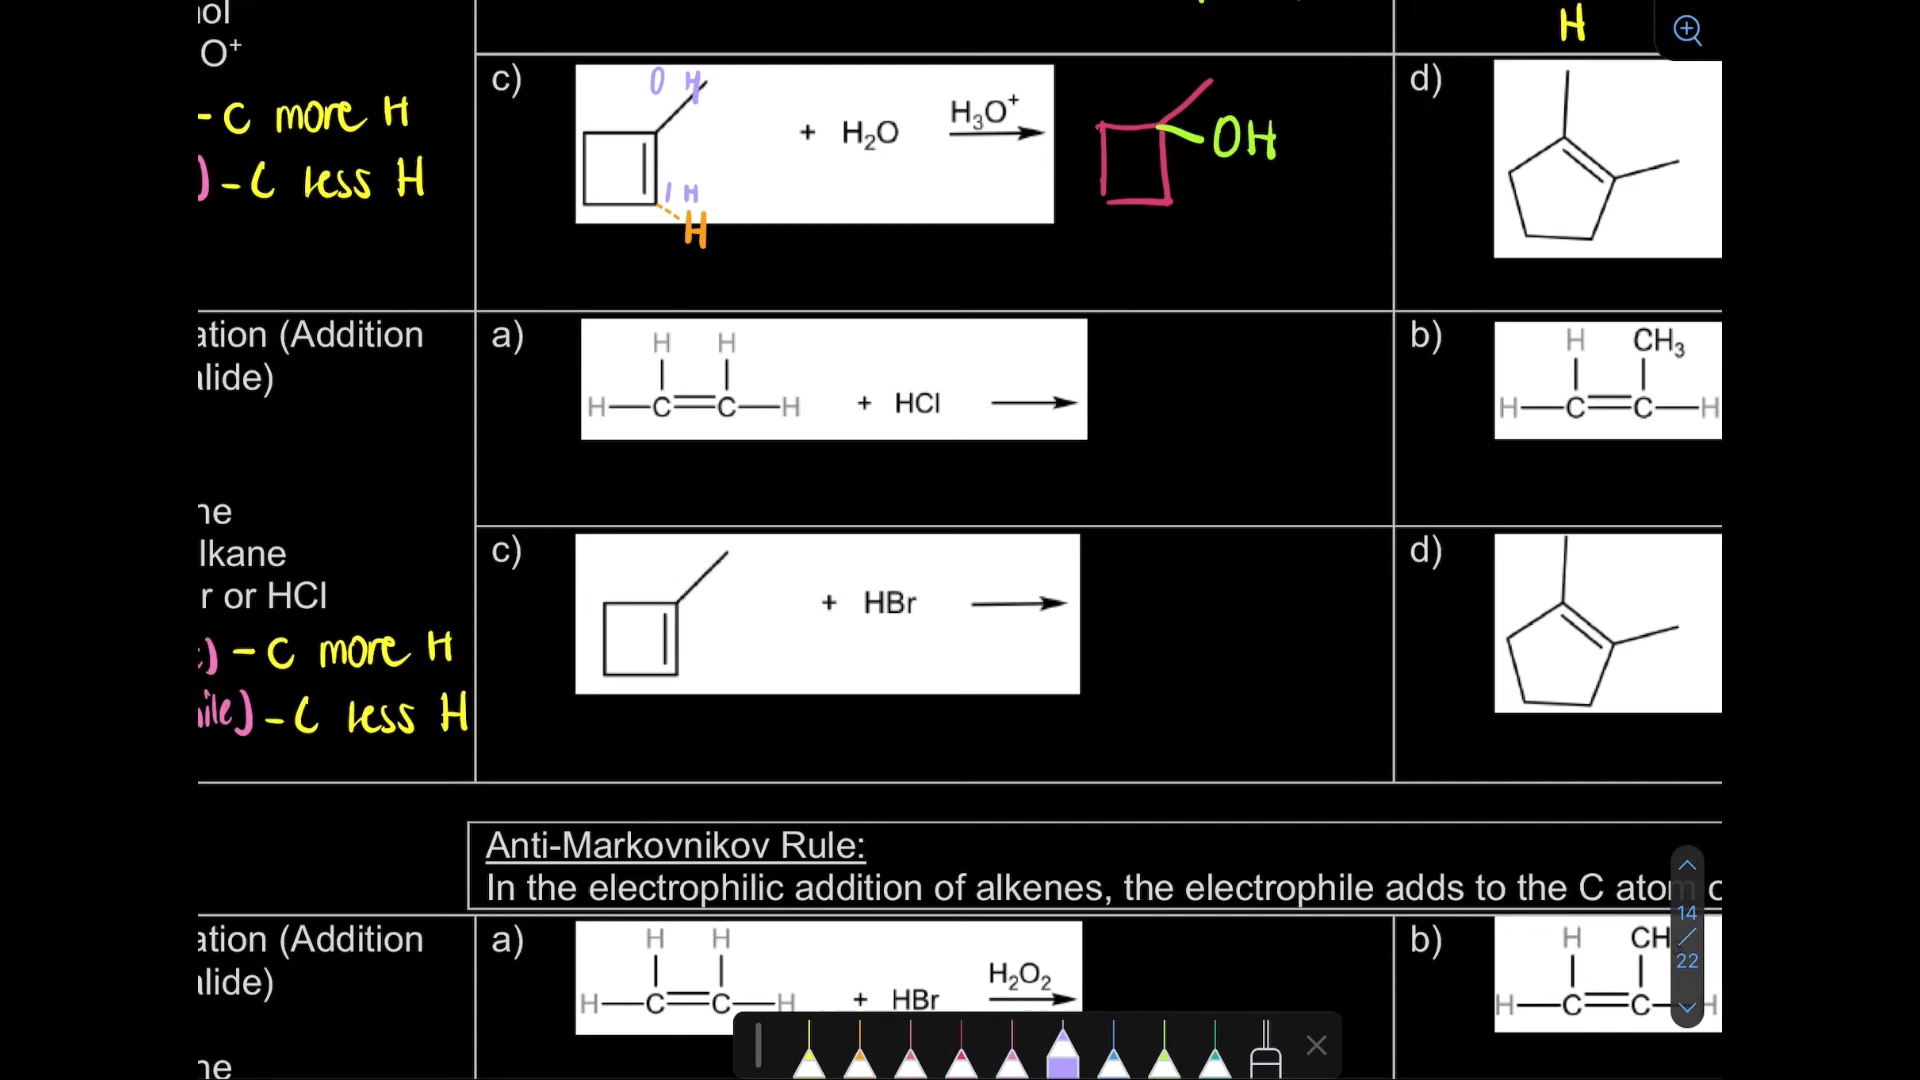 O⁺
- C more H
) - C less H
H
c)
O H
1 H
H
+ H₂O
H₃O⁺
OH
d)
ation (Addition
lide)
a)
H H
H—C=C—H
+ HCl
b)
H CH₃
H—C=C—H
ne
lkane
r or HCl
) - C more H
ile) - C less H
c)
+ HBr
d)
Anti-Markovnikov Rule:
In the electrophilic addition of alkenes, the electrophile adds to the C atom
ation (Addition
lide)
ne
a)
H H
H—C=C—H
+ HBr
H₂O₂
b)
H CH
H—C=C—H
14
/
22